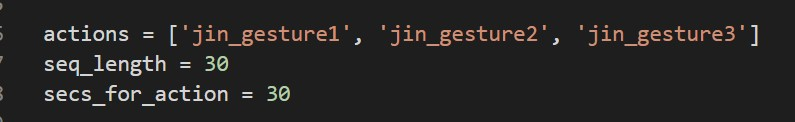 actions = ['jin_gesture1', 'jin_gesture2', 'jin_gesture3']
seq_length = 30
secs_for_action = 30